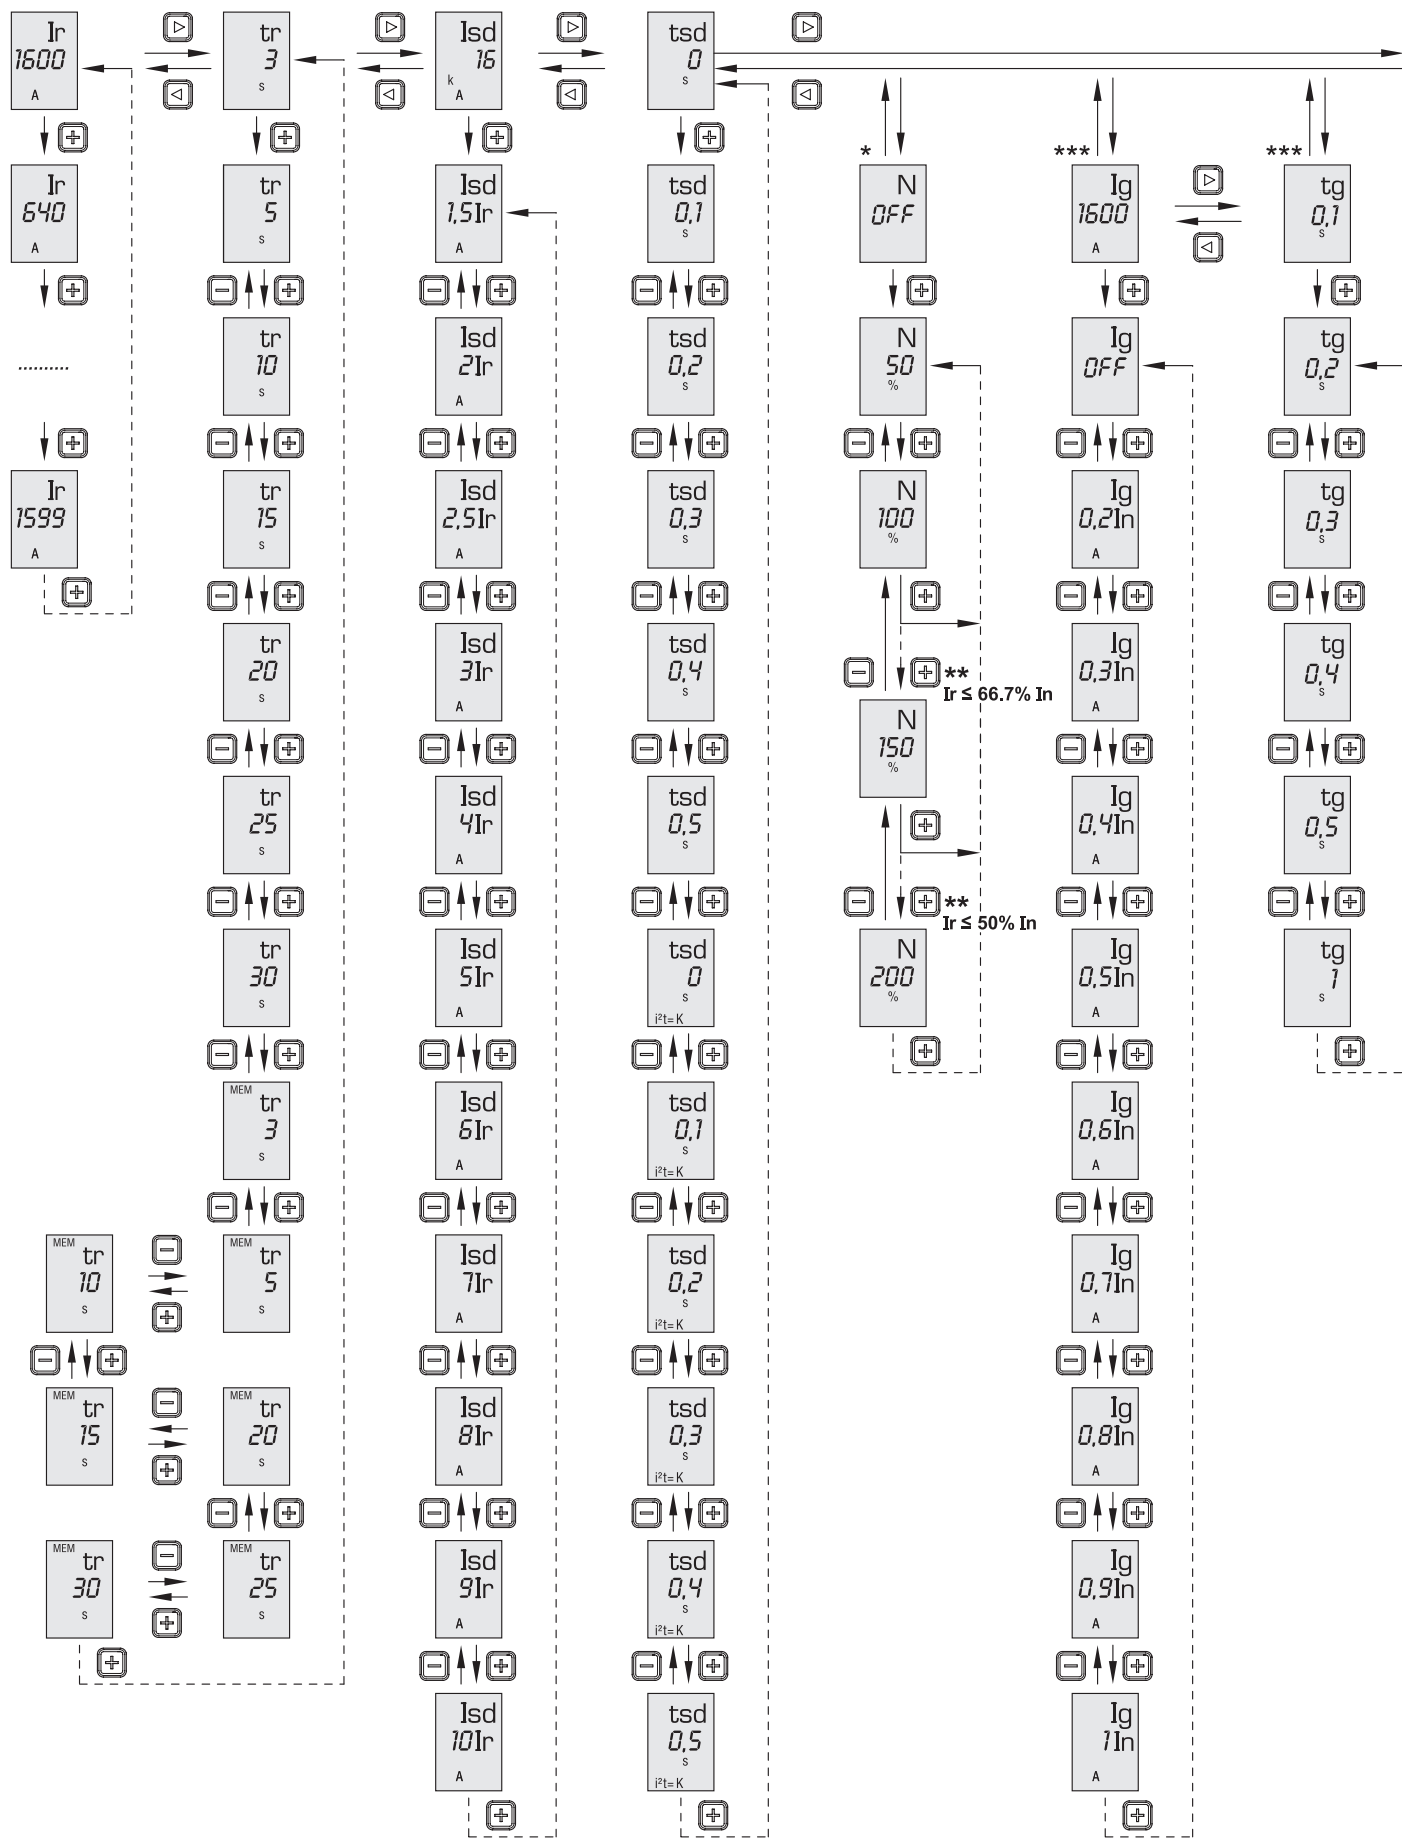 Ir
1600
A
Ir
640
A
..........
Ir
1599
A
tr
3
s
tr
5
s
tr
10
s
tr
15
s
tr
20
s
tr
25
s
tr
30
s
MEM
tr
3
s
MEM
tr
5
s
MEM
tr
10
s
MEM
tr
15
s
MEM
tr
20
s
MEM
tr
25
s
MEM
tr
30
s
Isd
16
k
A
Isd
1,5Ir
A
Isd
2Ir
A
Isd
2,5Ir
A
Isd
3Ir
A
Isd
4Ir
A
Isd
5Ir
A
Isd
6Ir
A
Isd
7Ir
A
Isd
8Ir
A
Isd
9Ir
A
Isd
10Ir
A
tsd
0
s
tsd
0,1
s
tsd
0,2
s
tsd
0,3
s
tsd
0,4
s
tsd
0,5
s
tsd
0
s
i²t= K
tsd
0,1
s
i²t= K
tsd
0,2
s
i²t= K
tsd
0,3
s
i²t= K
tsd
0,4
s
i²t= K
tsd
0,5
s
i²t= K
*
N
OFF
N
50
%
N
100
%
**
Ir ≤ 66.7% In
N
150
%
**
Ir ≤ 50% In
N
200
%
***
Ig
1600
A
Ig
OFF
Ig
0,2In
A
Ig
0,3In
A
Ig
0,4In
A
Ig
0,5In
A
Ig
0,6In
A
Ig
0,7In
A
Ig
0,8In
A
Ig
0,9In
A
Ig
1In
A
***
tg
0,1
s
tg
0,2
s
tg
0,3
s
tg
0,4
s
tg
0,5
s
tg
1
s